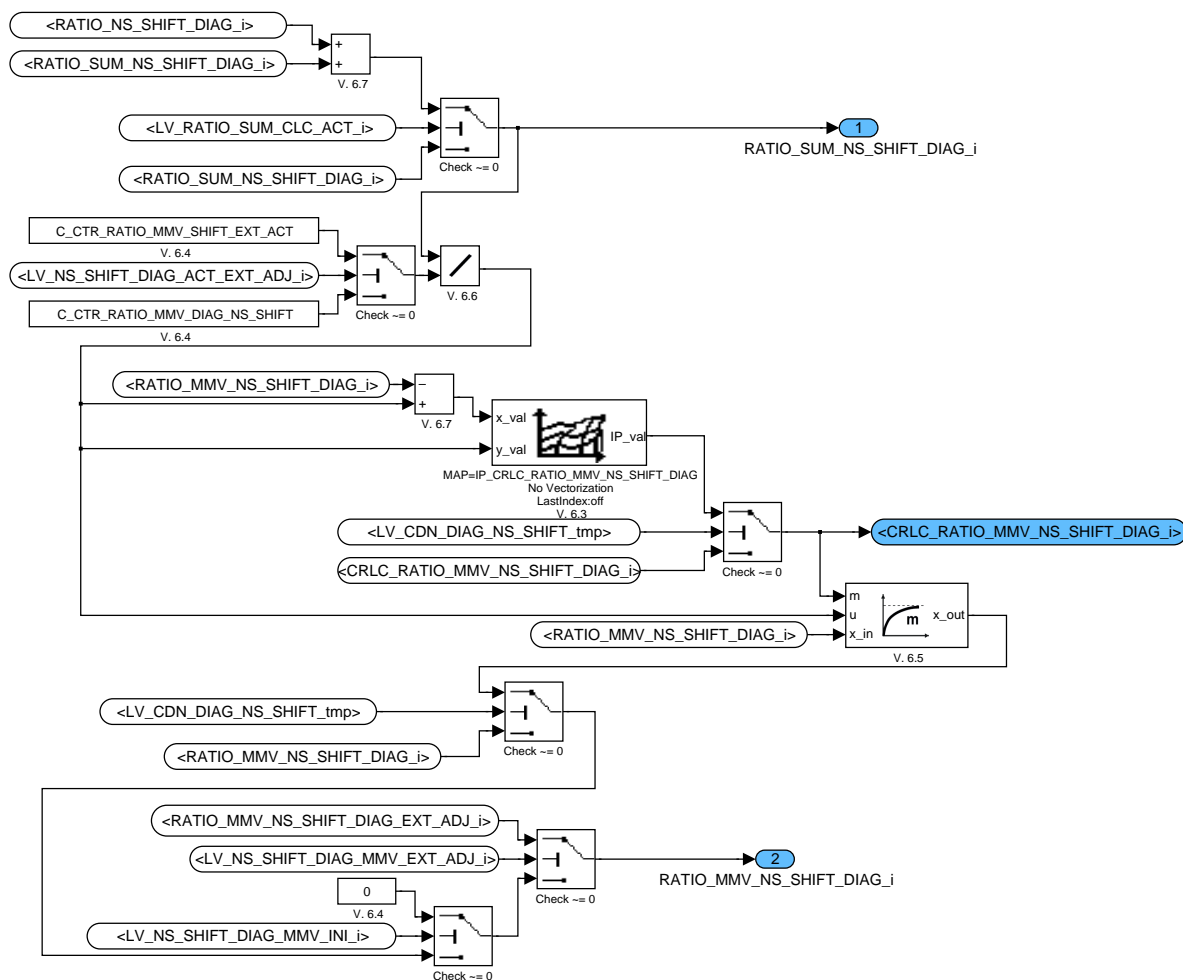 <RATIO_NS_SHIFT_DIAG_i>
+
<RATIO_SUM_NS_SHIFT_DIAG_i>
+
V. 6.7
<LV_RATIO_SUM_CLC_ACT_i>
1
RATIO_SUM_NS_SHIFT_DIAG_i
Check ~= 0
<RATIO_SUM_NS_SHIFT_DIAG_i>
C_CTR_RATIO_MMV_SHIFT_EXT_ACT
V. 6.4
<LV_NS_SHIFT_DIAG_ACT_EXT_ADJ_i>
V. 6.6
C_CTR_RATIO_MMV_DIAG_NS_SHIFT
Check ~= 0
V. 6.4
<RATIO_MMV_NS_SHIFT_DIAG_i>
−
+
V. 6.7
x_val
IP_val
y_val
MAP=IP_CRLC_RATIO_MMV_NS_SHIFT_DIAG
No Vectorization
LastIndex:off
V. 6.3
<LV_CDN_DIAG_NS_SHIFT_tmp>
<CRLC_RATIO_MMV_NS_SHIFT_DIAG_i>
<CRLC_RATIO_MMV_NS_SHIFT_DIAG_i>
Check ~= 0
m
u
x_out
m
<RATIO_MMV_NS_SHIFT_DIAG_i>
x_in
V. 6.5
<LV_CDN_DIAG_NS_SHIFT_tmp>
<RATIO_MMV_NS_SHIFT_DIAG_i>
Check ~= 0
<RATIO_MMV_NS_SHIFT_DIAG_EXT_ADJ_i>
<LV_NS_SHIFT_DIAG_MMV_EXT_ADJ_i>
2
RATIO_MMV_NS_SHIFT_DIAG_i
0
Check ~= 0
V. 6.4
<LV_NS_SHIFT_DIAG_MMV_INI_i>
Check ~= 0